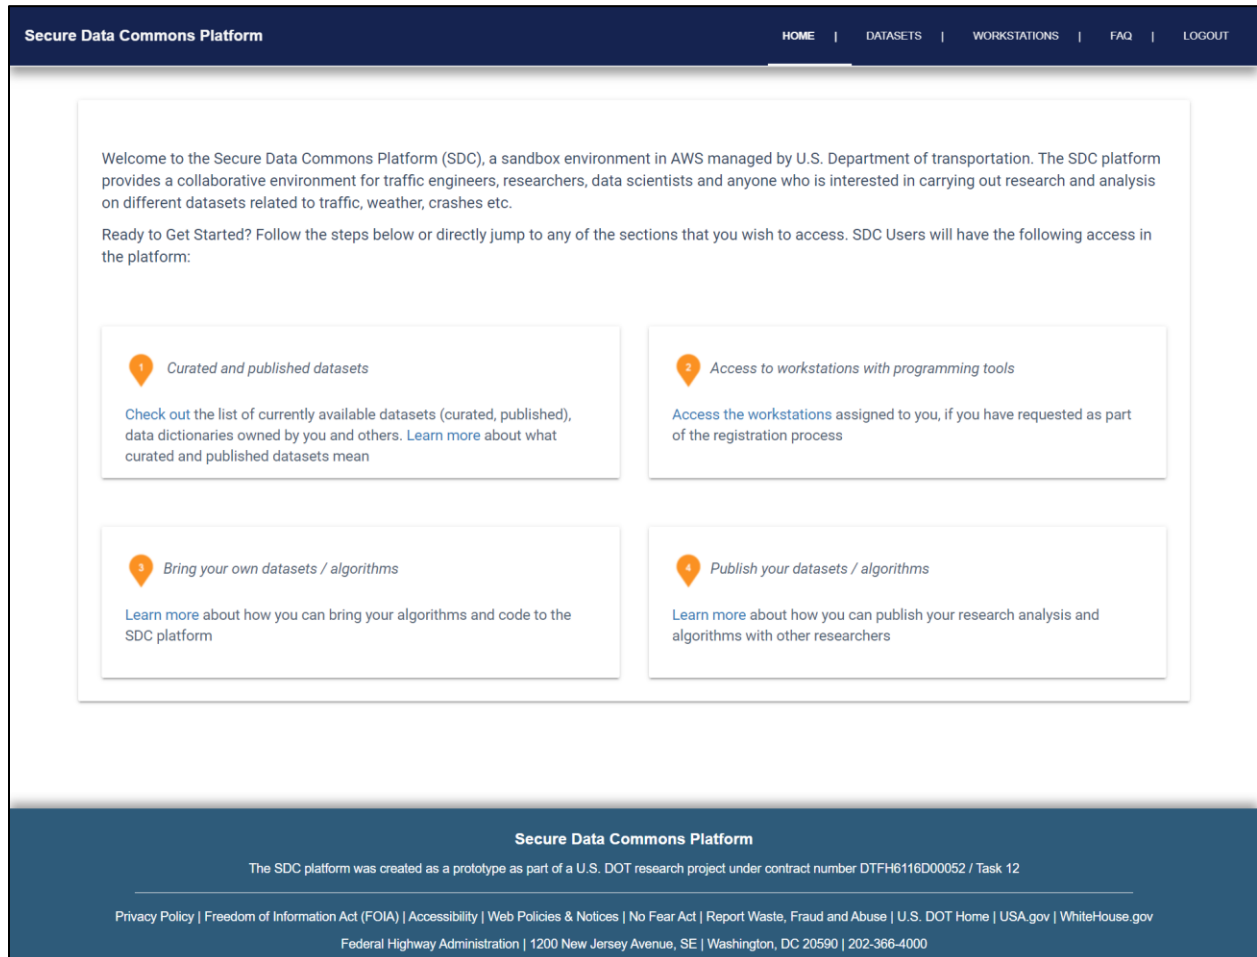 Secure Data Commons Platform
HOME | DATASETS | WORKSTATIONS | FAQ | LOGOUT
Welcome to the Secure Data Commons Platform (SDC), a sandbox environment in AWS managed by U.S. Department of transportation. The SDC platform
provides a collaborative environment for traffic engineers, researchers, data scientists and anyone who is interested in carrying out research and analysis
on different datasets related to traffic, weather, crashes etc.
Ready to Get Started? Follow the steps below or directly jump to any of the sections that you wish to access. SDC Users will have the following access in
the platform:
1 Curated and published datasets
Check out the list of currently available datasets (curated, published),
data dictionaries owned by you and others. Learn more about what
curated and published datasets mean
2 Access to workstations with programming tools
Access the workstations assigned to you, if you have requested as part
of the registration process
3 Bring your own datasets / algorithms
Learn more about how you can bring your algorithms and code to the
SDC platform
4 Publish your datasets / algorithms
Learn more about how you can publish your research analysis and
algorithms with other researchers
Secure Data Commons Platform
The SDC platform was created as a prototype as part of a U.S. DOT research project under contract number DTFH6116D00052 / Task 12
Privacy Policy | Freedom of Information Act (FOIA) | Accessibility | Web Policies & Notices | No Fear Act | Report Waste, Fraud and Abuse | U.S. DOT Home | USA.gov | WhiteHouse.gov
Federal Highway Administration | 1200 New Jersey Avenue, SE | Washington, DC 20590 | 202-366-4000